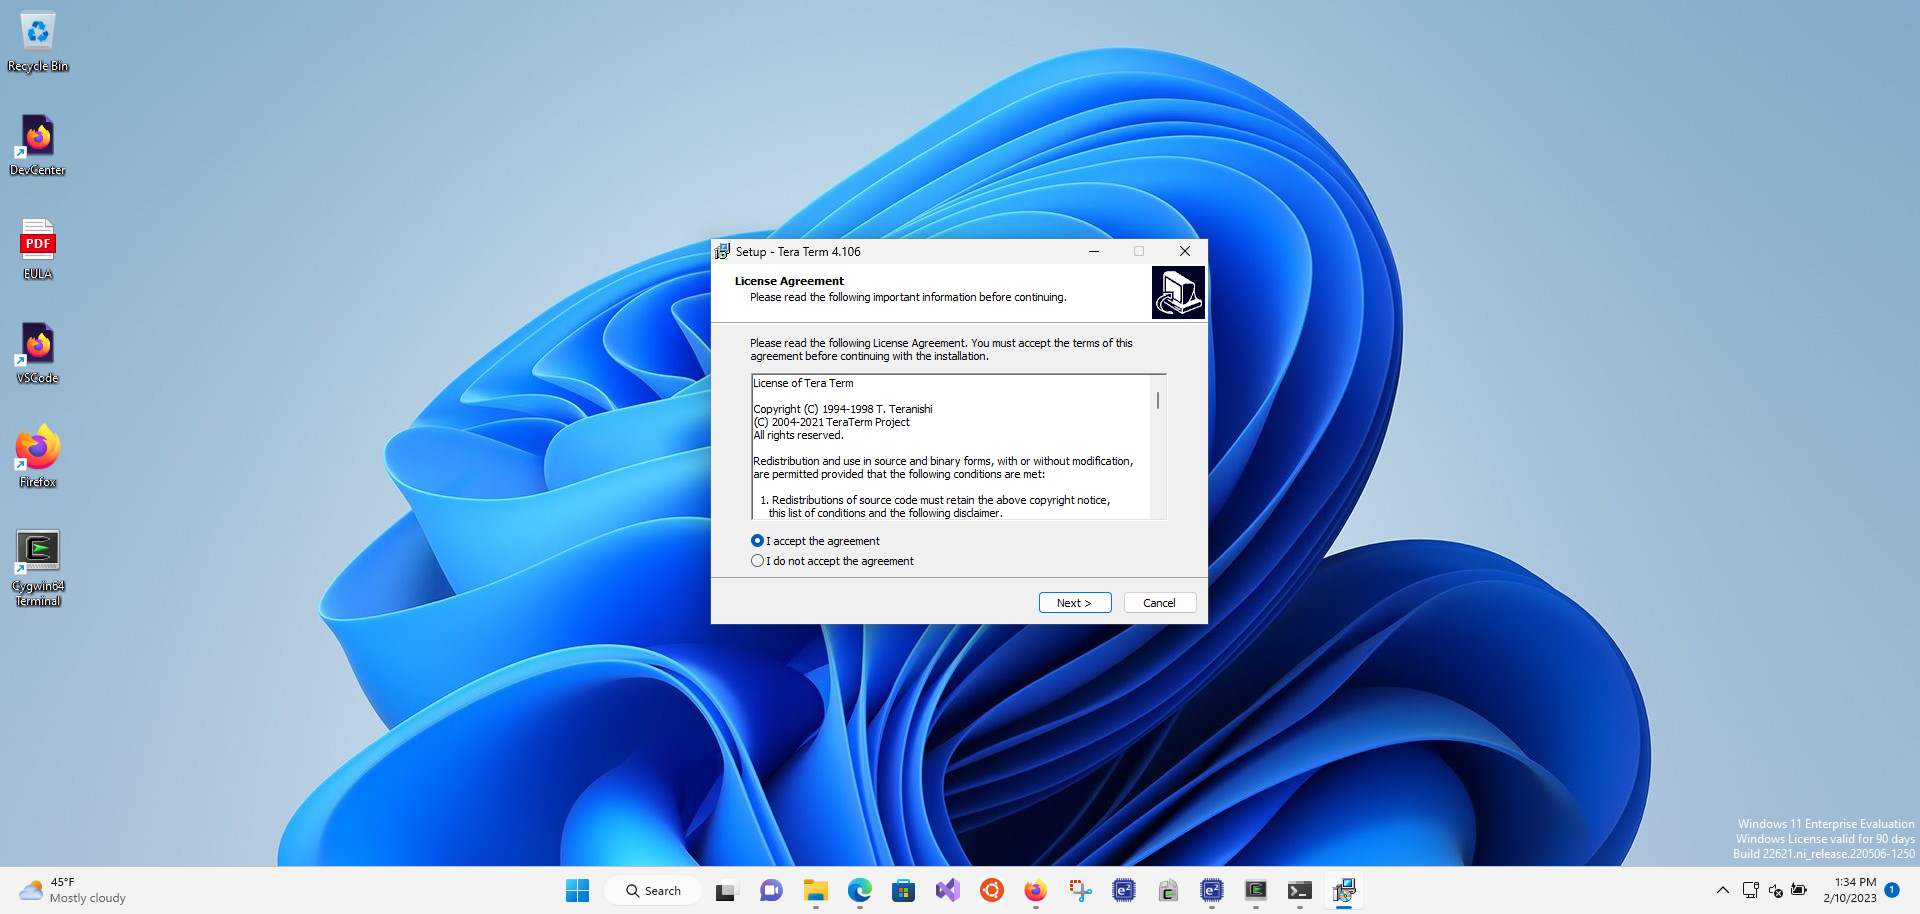 Recycle Bin
DevCenter
PDF
EULA
VSCode
Firefox
Cygwin64
Terminal
Setup - Tera Term 4.106
License Agreement
Please read the following important information before continuing.
Please read the following License Agreement. You must accept the terms of this
agreement before continuing with the installation.
License of Tera Term
Copyright (C) 1994-1998 T. Teranishi
(C) 2004-2021 TeraTerm Project
All rights reserved.
Redistribution and use in source and binary forms, with or without modification,
are permitted provided that the following conditions are met:
1. Redistributions of source code must retain the above copyright notice,
this list of conditions and the following disclaimer.
I accept the agreement
I do not accept the agreement
Next >
Cancel
Windows 11 Enterprise Evaluation
Windows License valid for 90 days
Build 22621.ni_release.220506-1250
45°F
Mostly cloudy
Search
e²
e²
1:34 PM
2/10/2023
1